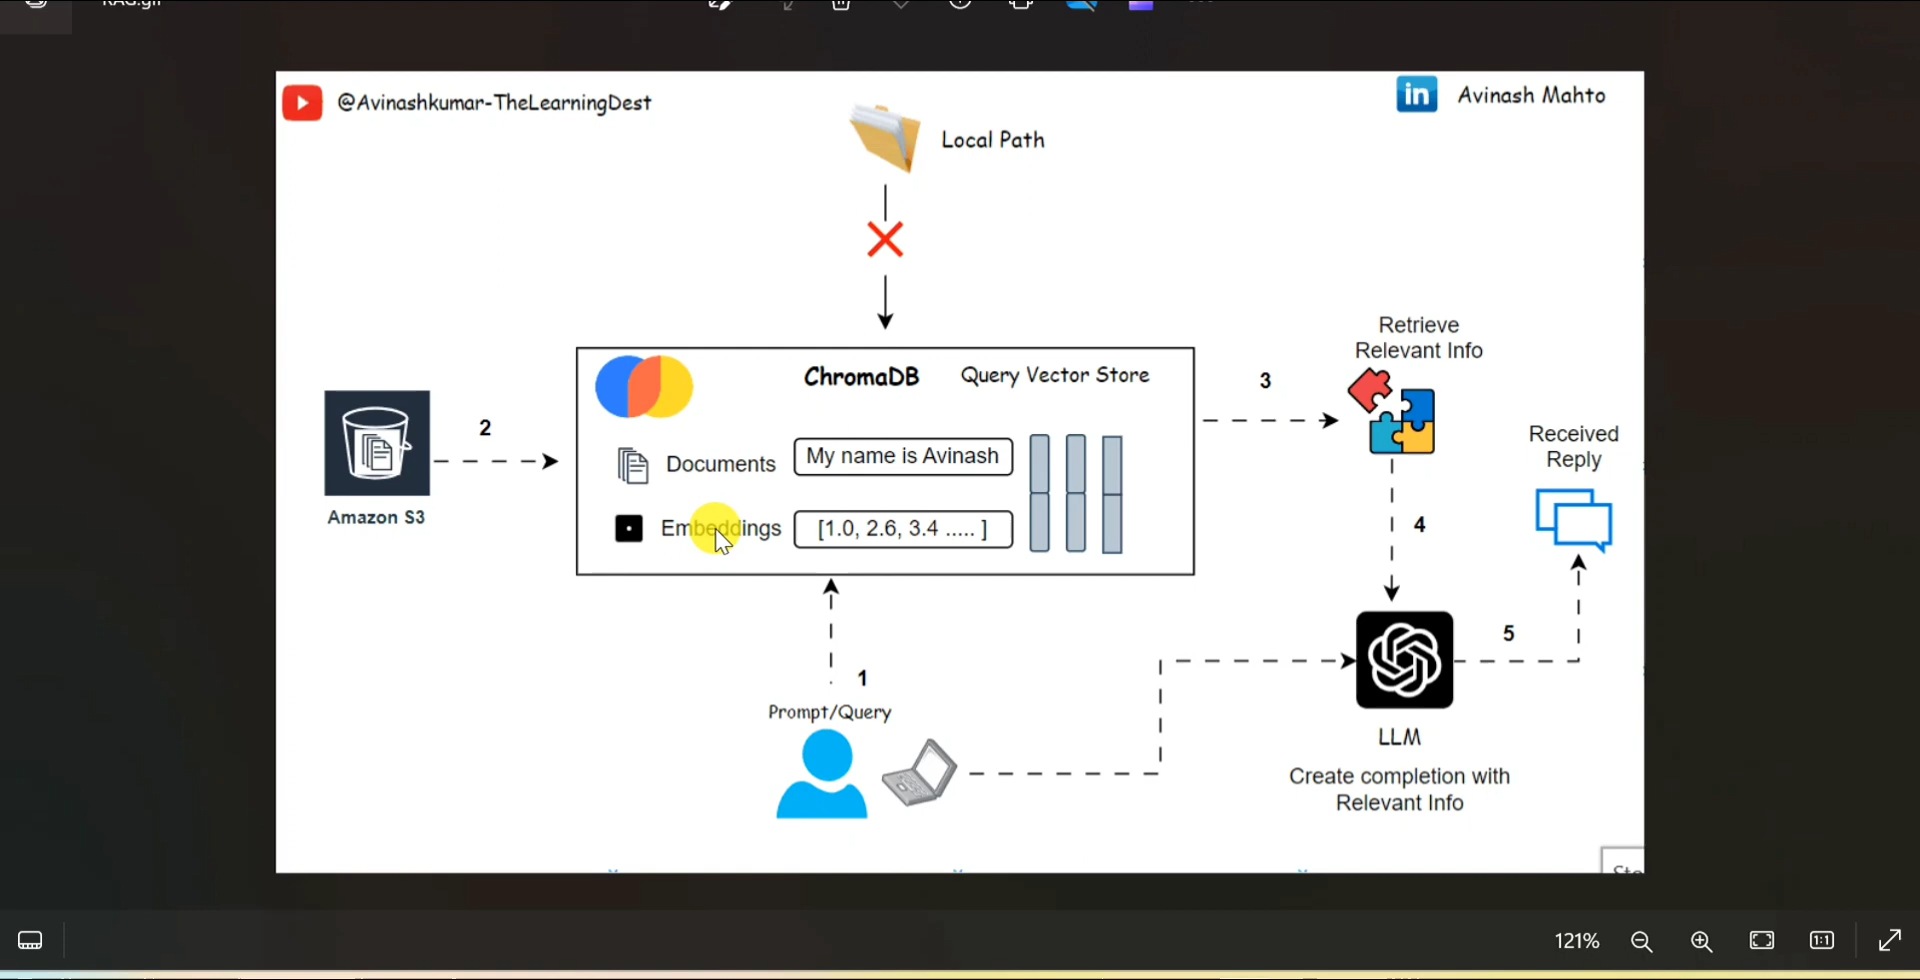 @Avinashkumar-TheLearningDest
Avinash Mahto
Local Path
ChromaDB
Query Vector Store
Documents
My name is Avinash
Embeddings
[1.0, 2.6, 3.4 ..... ]
Amazon S3
2
3
Retrieve
Relevant Info
4
Received
Reply
5
1
Prompt/Query
LLM
Create completion with
Relevant Info
121%
1:1